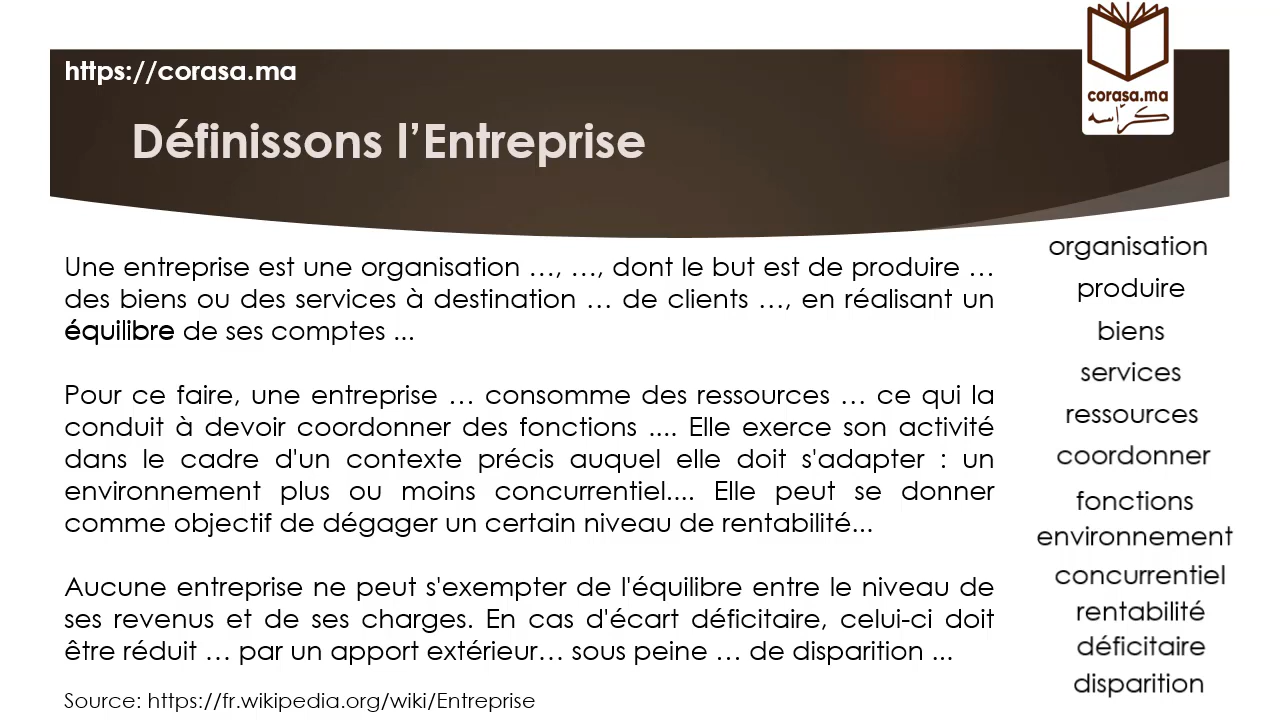 https://corasa.ma
corasa.ma
كرّاسة
Définissons l’Entreprise
Une entreprise est une organisation …, …, dont le but est de produire …
des biens ou des services à destination … de clients …, en réalisant un
équilibre de ses comptes ...
Pour ce faire, une entreprise … consomme des ressources … ce qui la
conduit à devoir coordonner des fonctions .... Elle exerce son activité
dans le cadre d'un contexte précis auquel elle doit s'adapter : un
environnement plus ou moins concurrentiel.... Elle peut se donner
comme objectif de dégager un certain niveau de rentabilité...
Aucune entreprise ne peut s'exempter de l'équilibre entre le niveau de
ses revenus et de ses charges. En cas d'écart déficitaire, celui-ci doit
être réduit … par un apport extérieur… sous peine … de disparition ...
Source: https://fr.wikipedia.org/wiki/Entreprise
organisation
produire
biens
services
ressources
coordonner
fonctions
environnement
concurrentiel
rentabilité
déficitaire
disparition